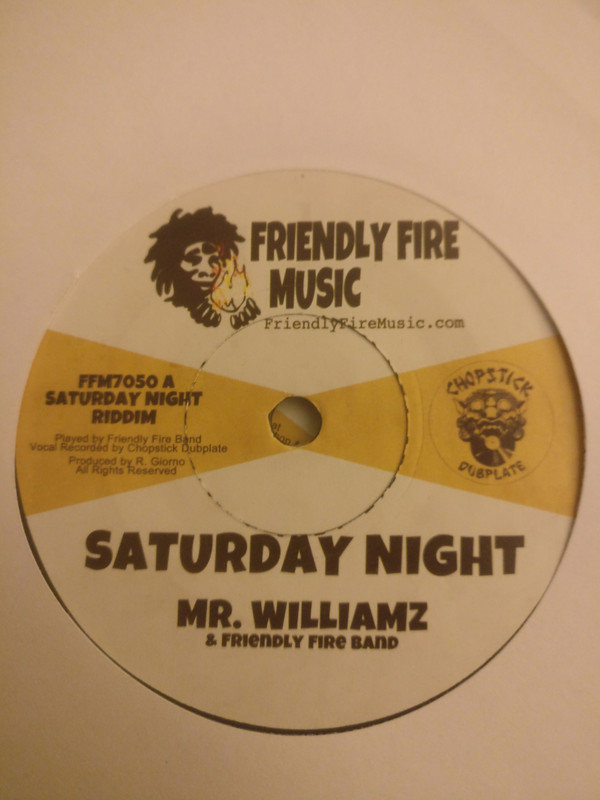 FRIENDLY FIRE
MUSIC
FriendlyFireMusic.com
FFM7050 A
SATURDAY NIGHT
RIDDIM
Played by Friendly Fire Band
Vocal Recorded by Chopstick Dubplate
Produced by R. Giorno
All Rights Reserved
CHOPSTICK
DUBPLATE
SATURDAY NIGHT
MR. WILLIAMZ
& FRIENDLY FIRE BAND